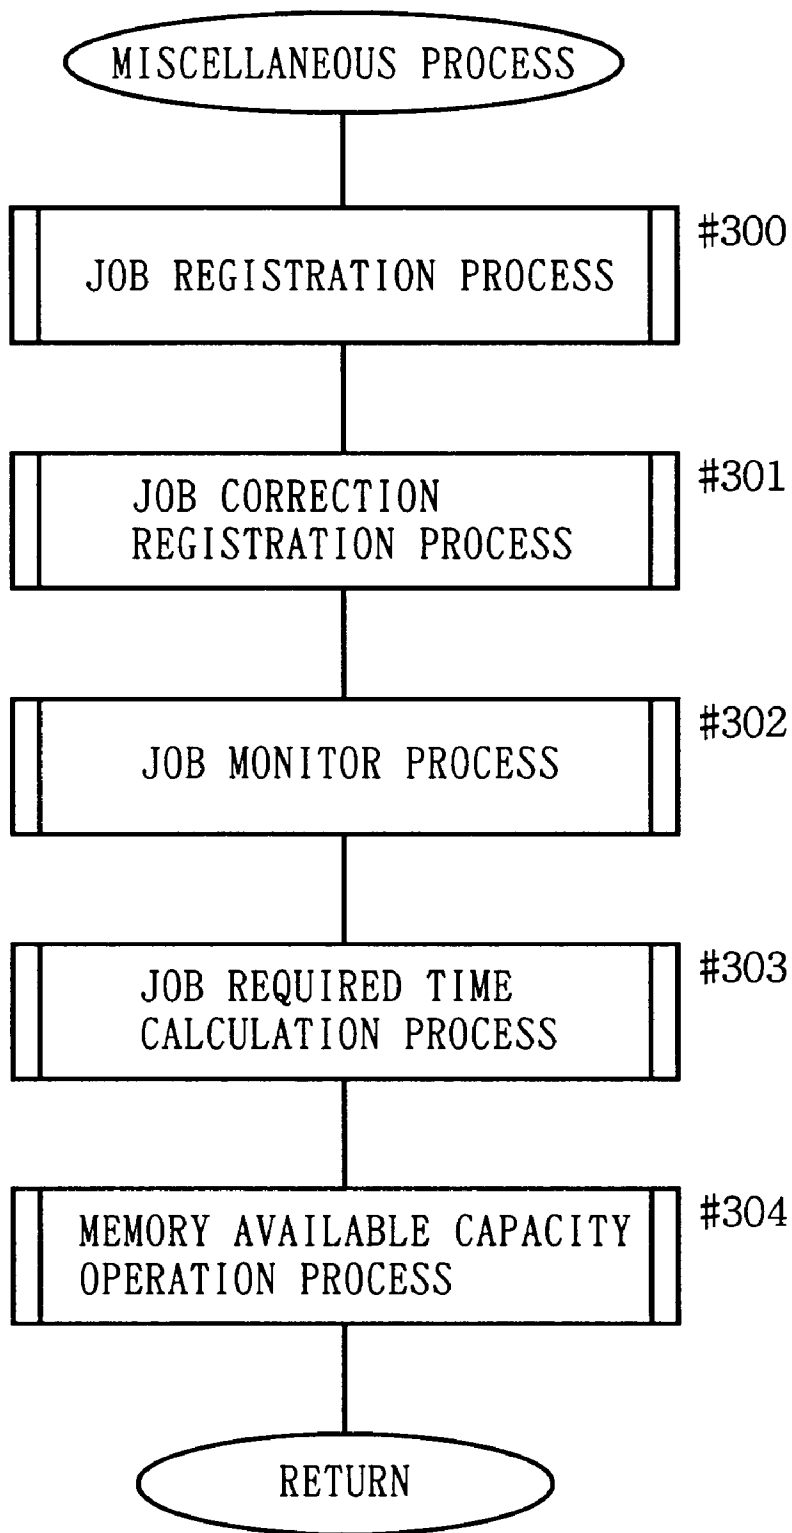 MISCELLANEOUS PROCESS
#300
JOB REGISTRATION PROCESS
#301
JOB CORRECTION
REGISTRATION PROCESS
#302
JOB MONITOR PROCESS
#303
JOB REQUIRED TIME
CALCULATION PROCESS
#304
MEMORY AVAILABLE CAPACITY
OPERATION PROCESS
RETURN